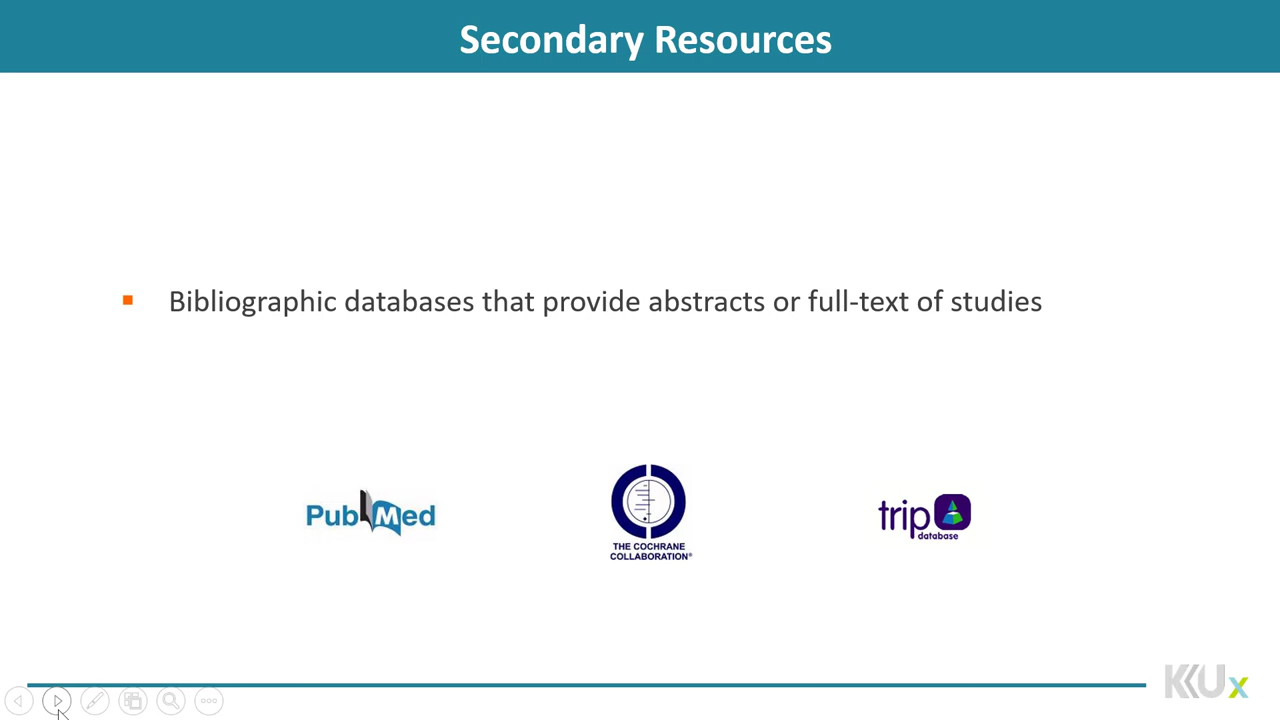 Secondary Resources
Bibliographic databases that provide abstracts or full-text of studies
PubMed
THE COCHRANE
COLLABORATION®
trip
database
KKUx